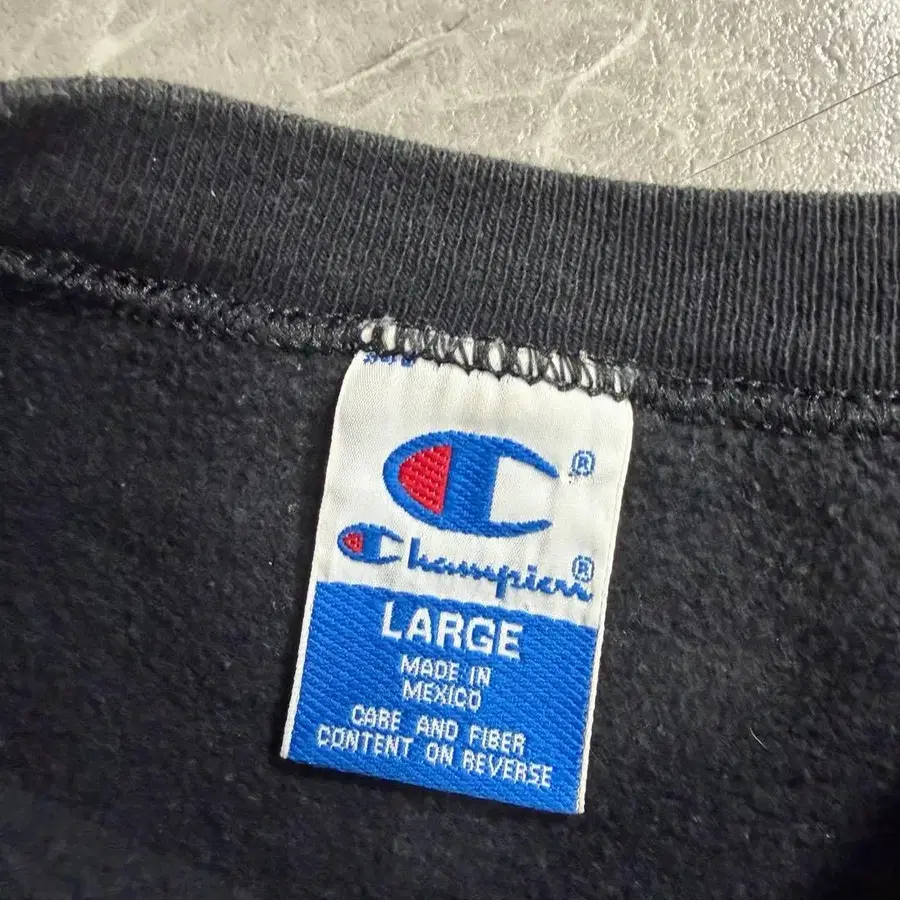 ®
Champion®
LARGE
MADE IN
MEXICO
CARE AND FIBER
CONTENT ON REVERSE